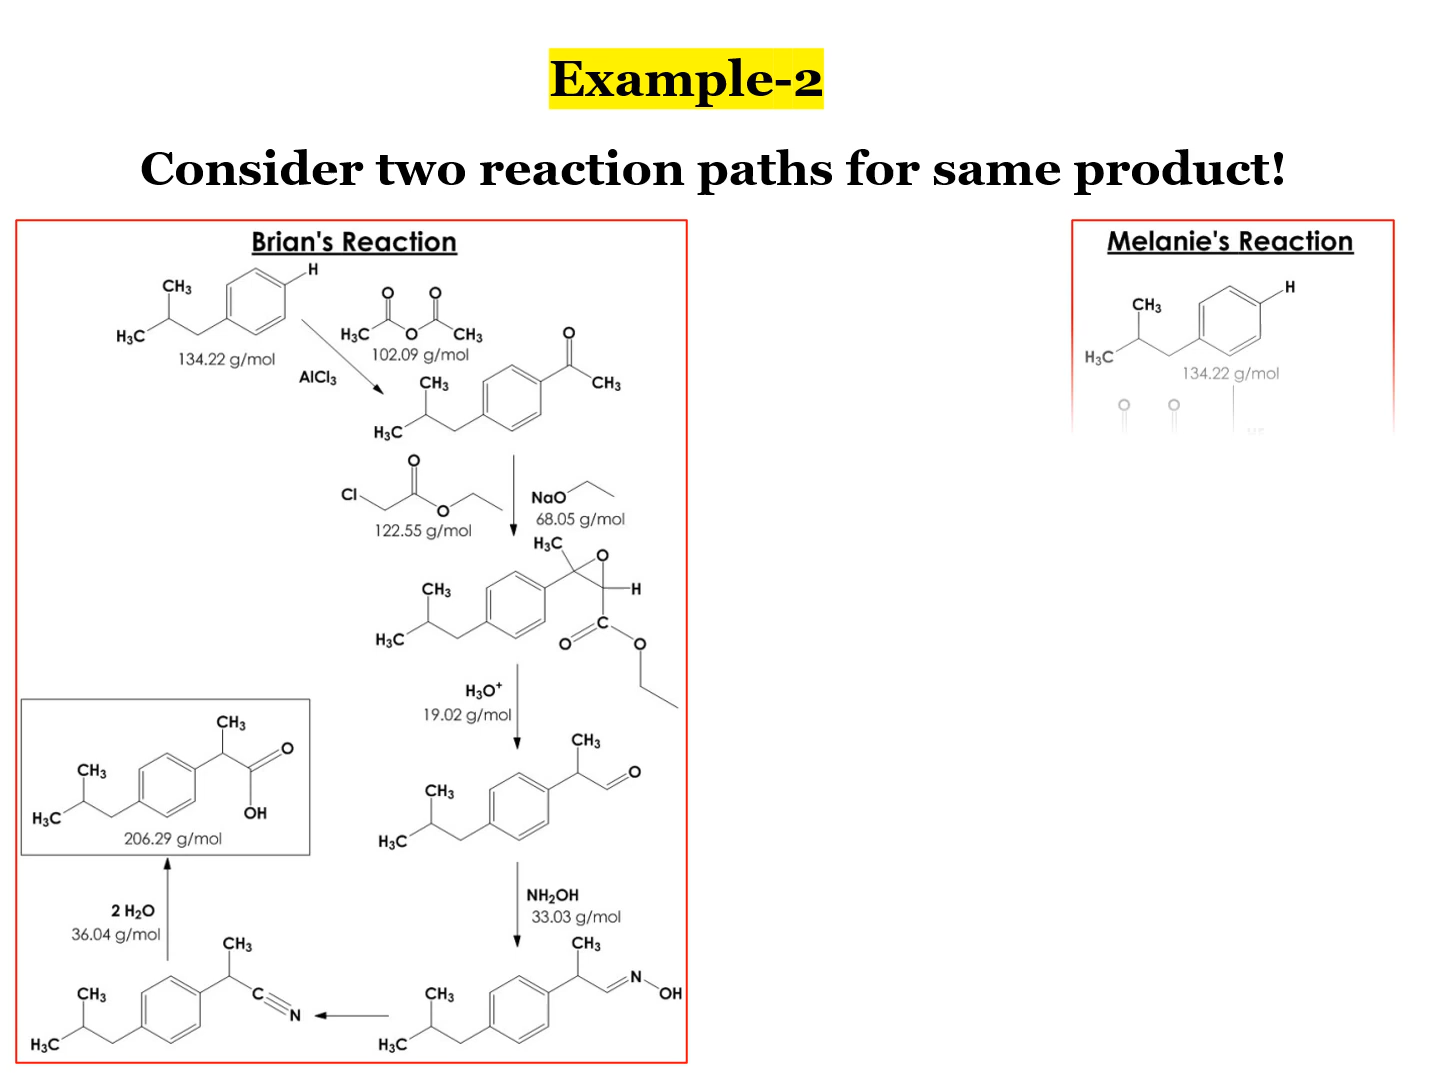 Example-2
Consider two reaction paths for same product!
Brian's Reaction
H
CH₃
H₃C
134.22 g/mol
O O
H₃C O CH₃
102.09 g/mol
AlCl₃
O
CH₃
CH₃
H₃C
O
Cl
O
122.55 g/mol
NaO
68.05 g/mol
H₃C
O
H
CH₃
H₃C
C
O
O
H₃O⁺
19.02 g/mol
CH₃
O
CH₃
H₃C
NH₂OH
33.03 g/mol
CH₃
N
OH
CH₃
H₃C
CH₃
C
N
CH₃
H₃C
2 H₂O
36.04 g/mol
CH₃
O
CH₃
H₃C
OH
206.29 g/mol
Melanie's Reaction
H
CH₃
H₃C
134.22 g/mol
O O